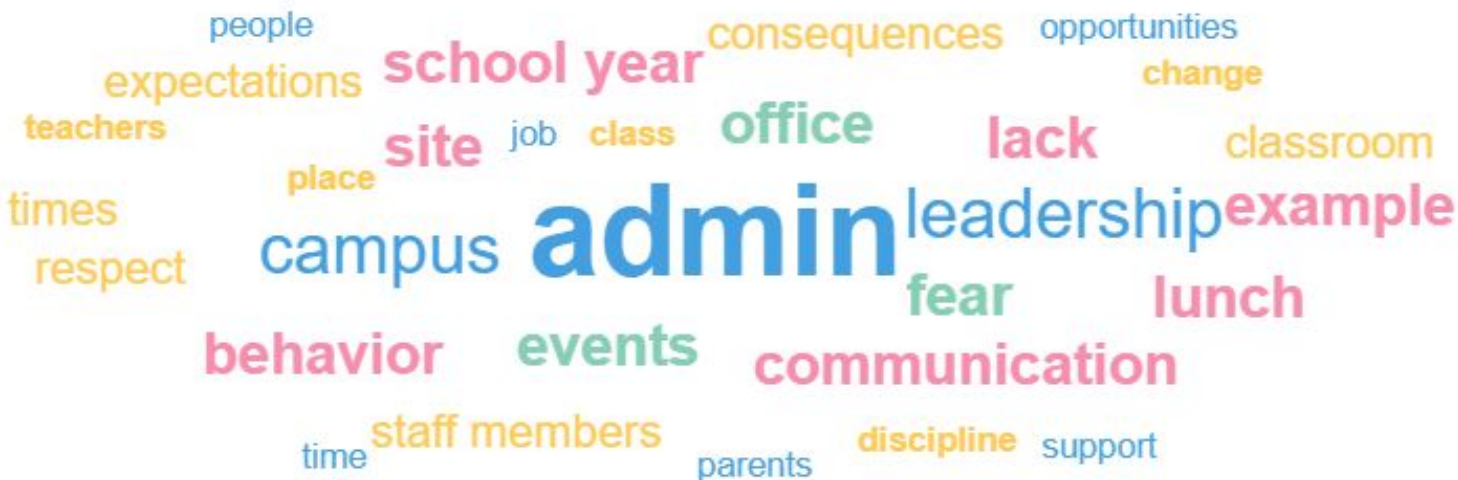 people
consequences
opportunities
school year
expectations
change
teachers
site
job
class
office
lack
classroom
place
times
campus
admin
leadership
example
respect
fear
lunch
behavior
events
communication
staff members
time
parents
discipline
support